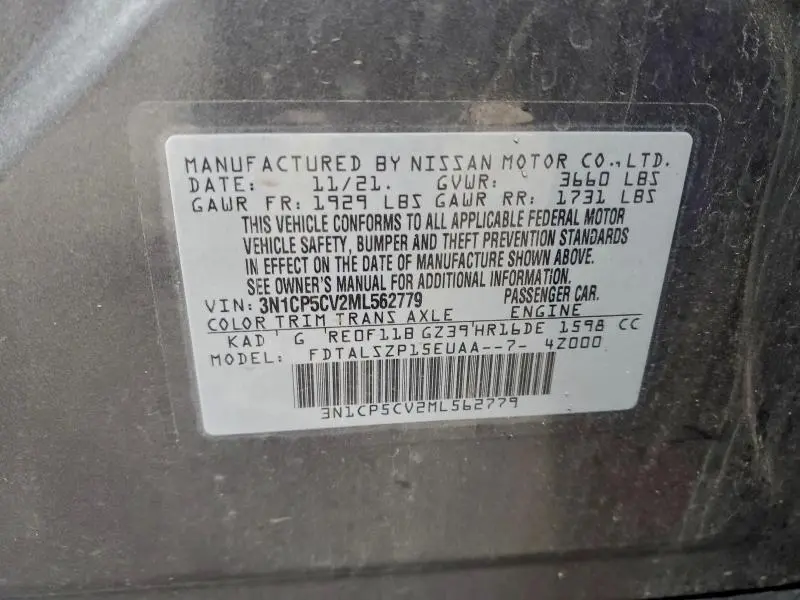 MANUFACTURED BY NISSAN MOTOR CO.,LTD.
DATE: 11/21. GVWR: 3660 LBS
GAWR FR: 1929 LBS GAWR RR: 1731 LBS
THIS VEHICLE CONFORMS TO ALL APPLICABLE FEDERAL MOTOR
VEHICLE SAFETY, BUMPER AND THEFT PREVENTION STANDARDS
IN EFFECT ON THE DATE OF MANUFACTURE SHOWN ABOVE.
SEE OWNER'S MANUAL FOR ADDITIONAL INFORMATION.
VIN: 3N1CP5CV2ML562779 PASSENGER CAR.
COLOR TRIM TRANS AXLE ENGINE
KAD G RE0F11B GZ39 HR16DE 1598 CC
MODEL: FDTALSZP15EUAA--7- 4Z000
3N1CP5CV2ML562779